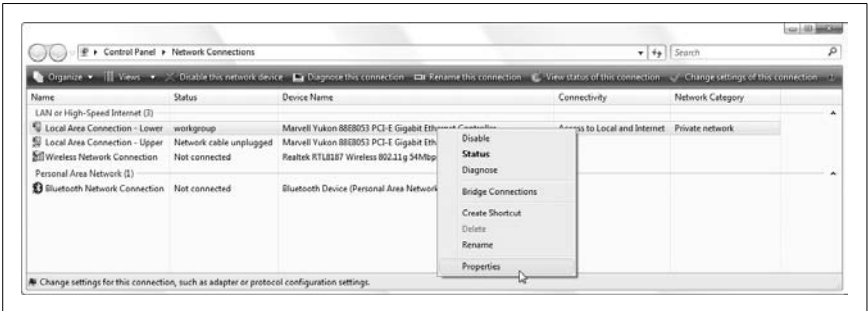 Control Panel ▸ Network Connections
Search
Organize Views Disable this network device Diagnose this connection Rename this connection View status of this connection Change settings of this connection
Name Status Device Name Connectivity Network Category
LAN or High-Speed Internet (3)
Local Area Connection - Lower workgroup Marvell Yukon 88E8053 PCI-E Gigabit Ethernet Controller Access to Local and Internet Private network
Local Area Connection - Upper Network cable unplugged Marvell Yukon 88E8053 PCI-E Gigabit Eth
Wireless Network Connection Not connected Realtek RTL8187 Wireless 802.11g 54Mbp
Personal Area Network (1)
Bluetooth Network Connection Not connected Bluetooth Device (Personal Area Network
Disable
Status
Diagnose
Bridge Connections
Create Shortcut
Delete
Rename
Properties
Change settings for this connection, such as adapter or protocol configuration settings.